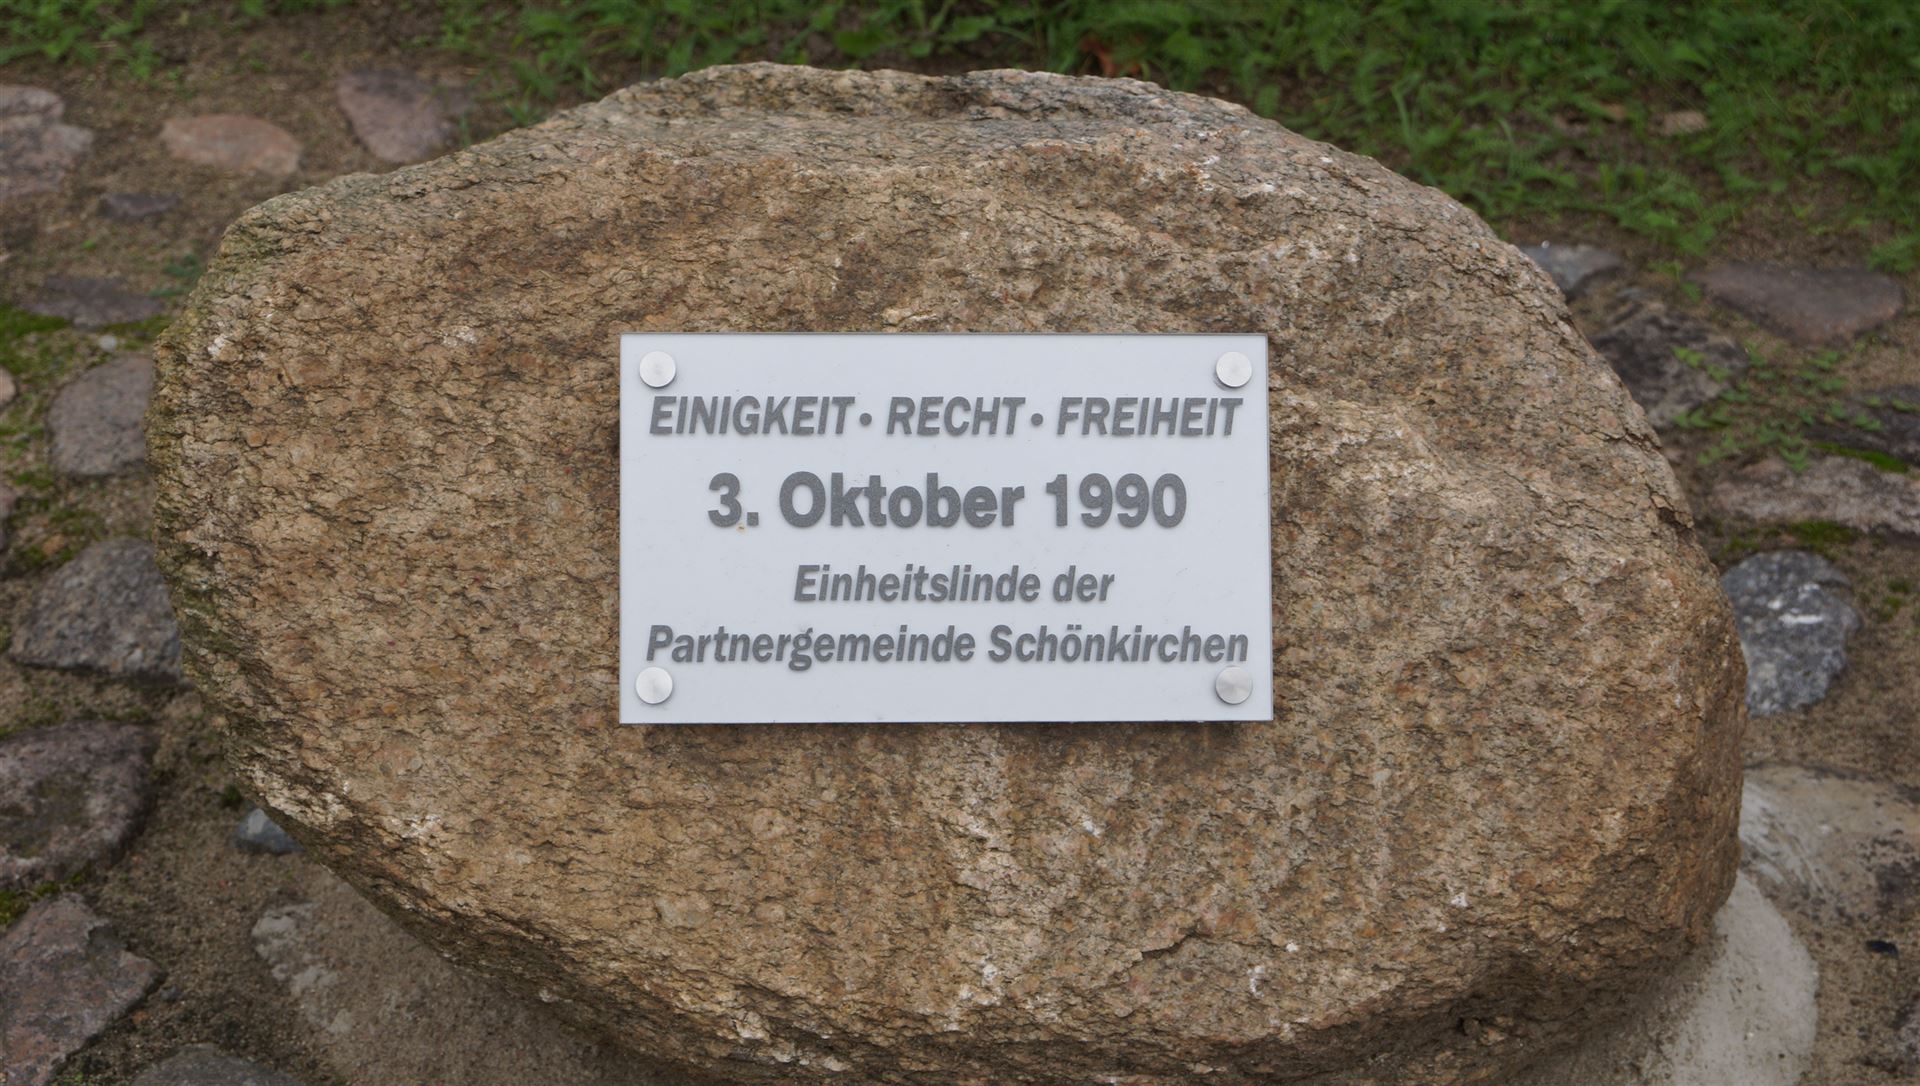 EINIGKEIT • RECHT • FREIHEIT
3. Oktober 1990
Einheitslinde der
Partnergemeinde Schönkirchen